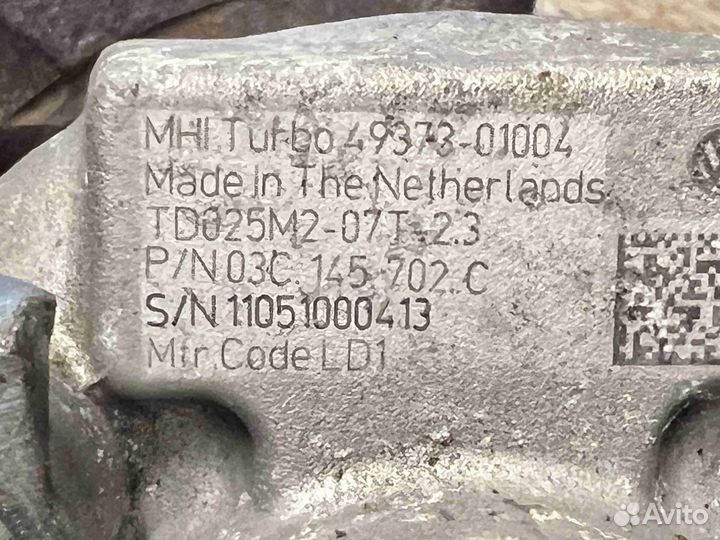 MHI Turbo 49373-01004
Made In The Netherlands
TD025M2-07T-2.3
P/N 03C.145.702.C
S/N 11051000413
Mfr.Code LD1
Avito